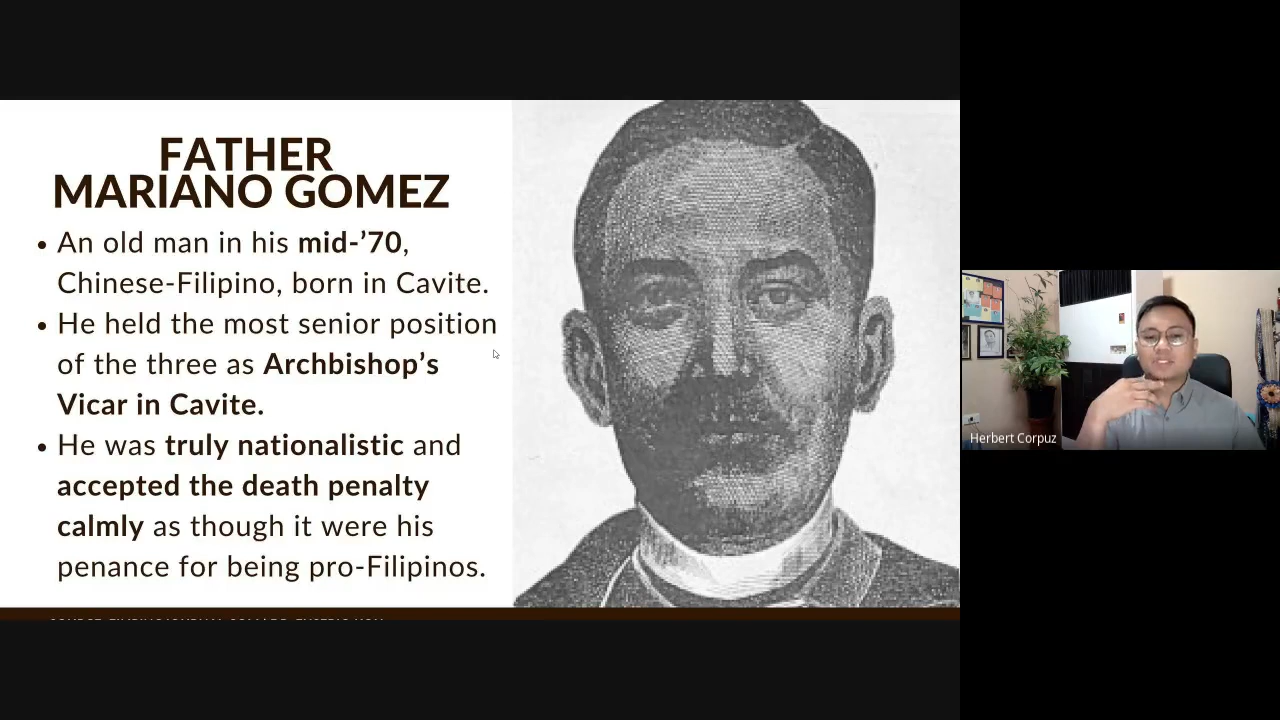 FATHER
MARIANO GOMEZ
• An old man in his mid-’70,
Chinese-Filipino, born in Cavite.
• He held the most senior position
of the three as Archbishop’s
Vicar in Cavite.
• He was truly nationalistic and
accepted the death penalty
calmly as though it were his
penance for being pro-Filipinos.
Herbert Corpuz